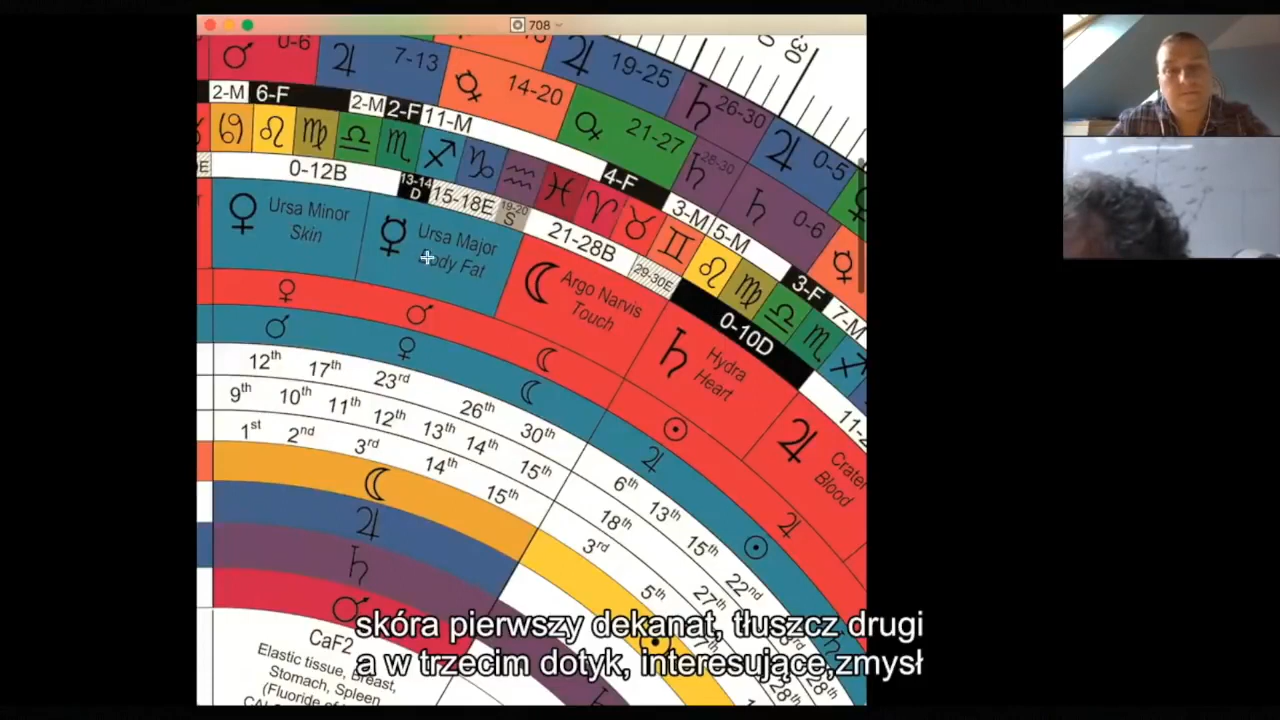 708
0-6
7-13
14-20
19-25
21-27
26-30
28-30
0-5
0-6
30
2-M
6-F
2-M
2-F
11-M
4-F
3-M
5-M
3-F
7-M
0-12B
13-14
D
15-18E
19-20
S
21-28B
29-30E
0-10D
Ursa Minor
Skin
Ursa Major
Body Fat
Argo Narvis
Touch
Hydra
Heart
Crater
Blood
12th 17th 23rd 26th 30th
9th 10th 11th 12th 13th 14th 15th
1st 2nd 3rd 14th 15th
6th 13th 15th 22nd
18th 27th 28th
3rd 5th
28th
CaF2
Elastic tissue, Breast,
Stomach, Spleen
(Fluoride of
skóra pierwszy dekanat, tłuszcz drugi
a w trzecim dotyk, interesujące,zmysł